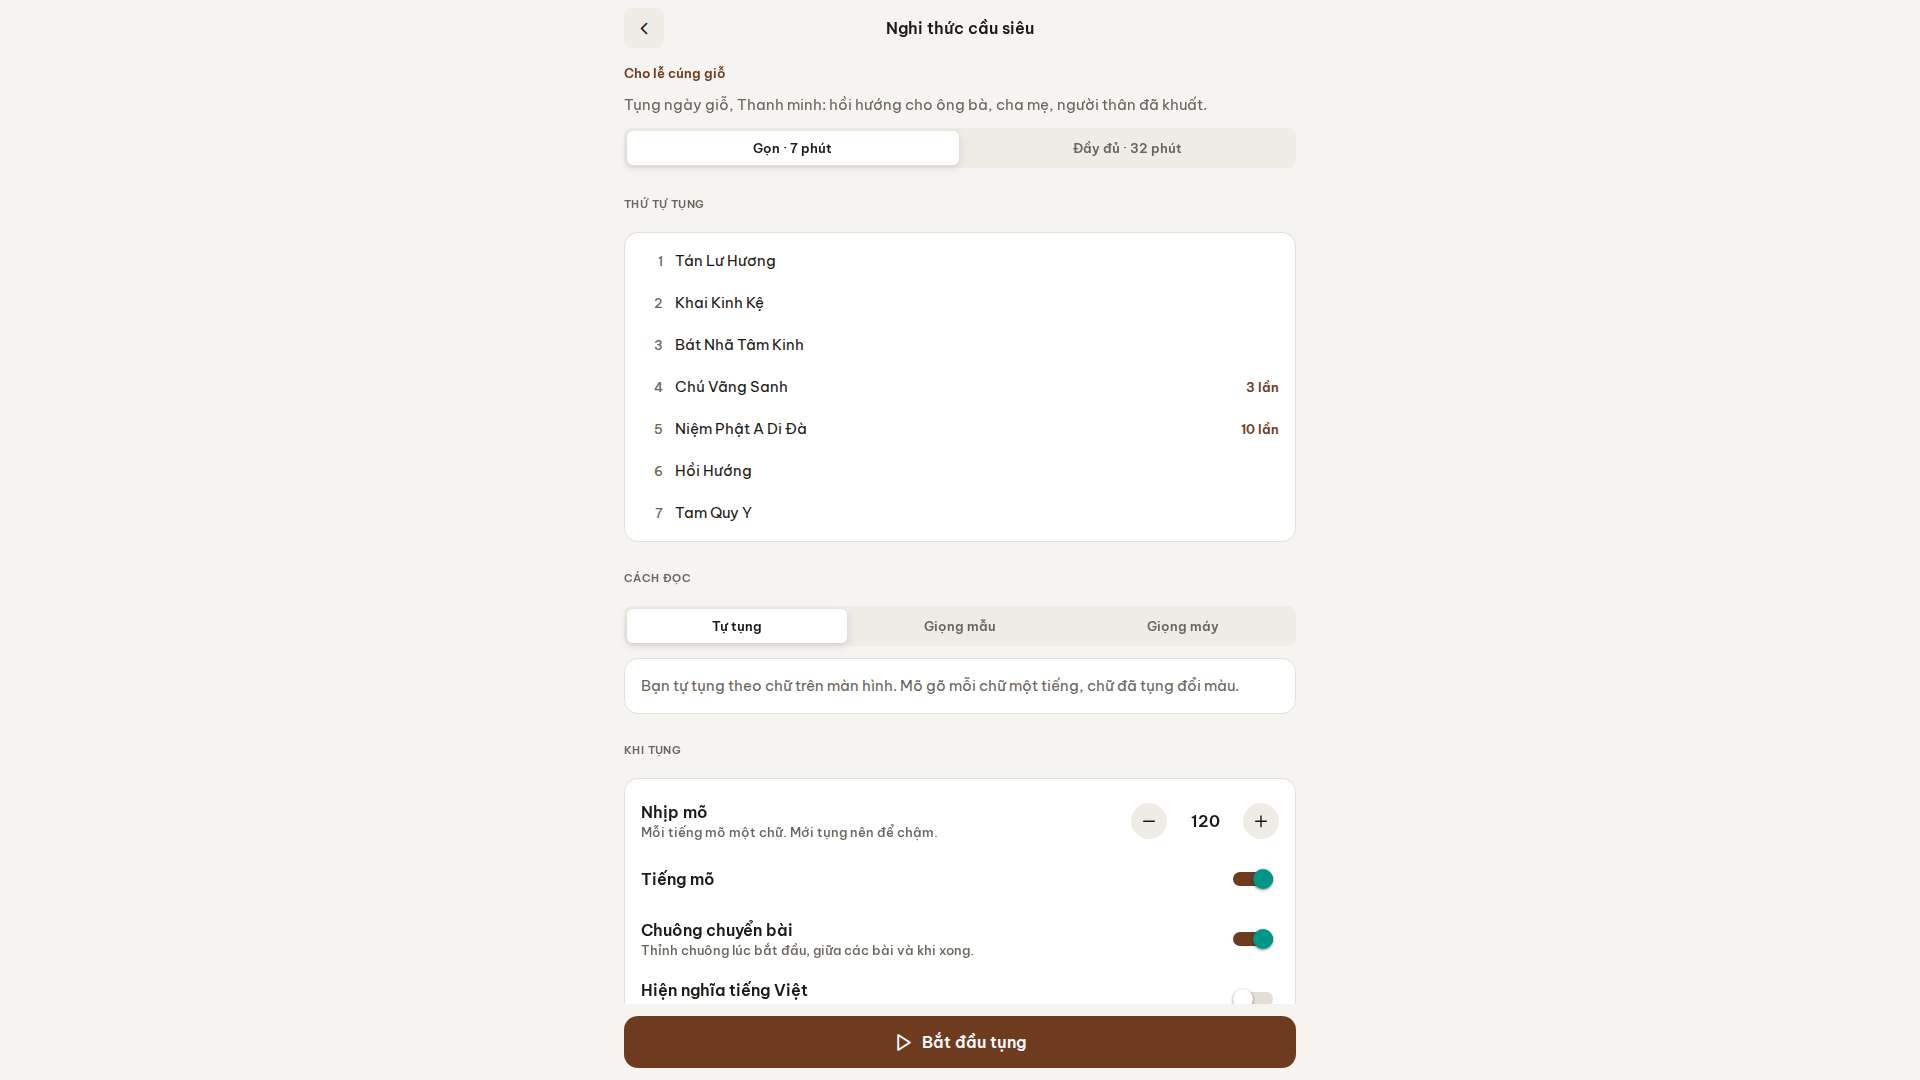 Nghi thức cầu siêu
Cho lễ cúng giỗ
Tụng ngày giỗ, Thanh minh: hồi hướng cho ông bà, cha mẹ, người thân đã khuất.
Gọn · 7 phút
Đầy đủ · 32 phút
THỨ TỰ TỤNG
1 Tán Lư Hương
2 Khai Kinh Kệ
3 Bát Nhã Tâm Kinh
4 Chú Vãng Sanh 3 lần
5 Niệm Phật A Di Đà 10 lần
6 Hồi Hướng
7 Tam Quy Y
CÁCH ĐỌC
Tự tụng
Giọng mẫu
Giọng máy
Bạn tự tụng theo chữ trên màn hình. Mõ gõ mỗi chữ một tiếng, chữ đã tụng đổi màu.
KHI TỤNG
Nhịp mõ
Mỗi tiếng mõ một chữ. Mới tụng nên để chậm.
120
Tiếng mõ
Chuông chuyển bài
Thỉnh chuông lúc bắt đầu, giữa các bài và khi xong.
Hiện nghĩa tiếng Việt
Bắt đầu tụng